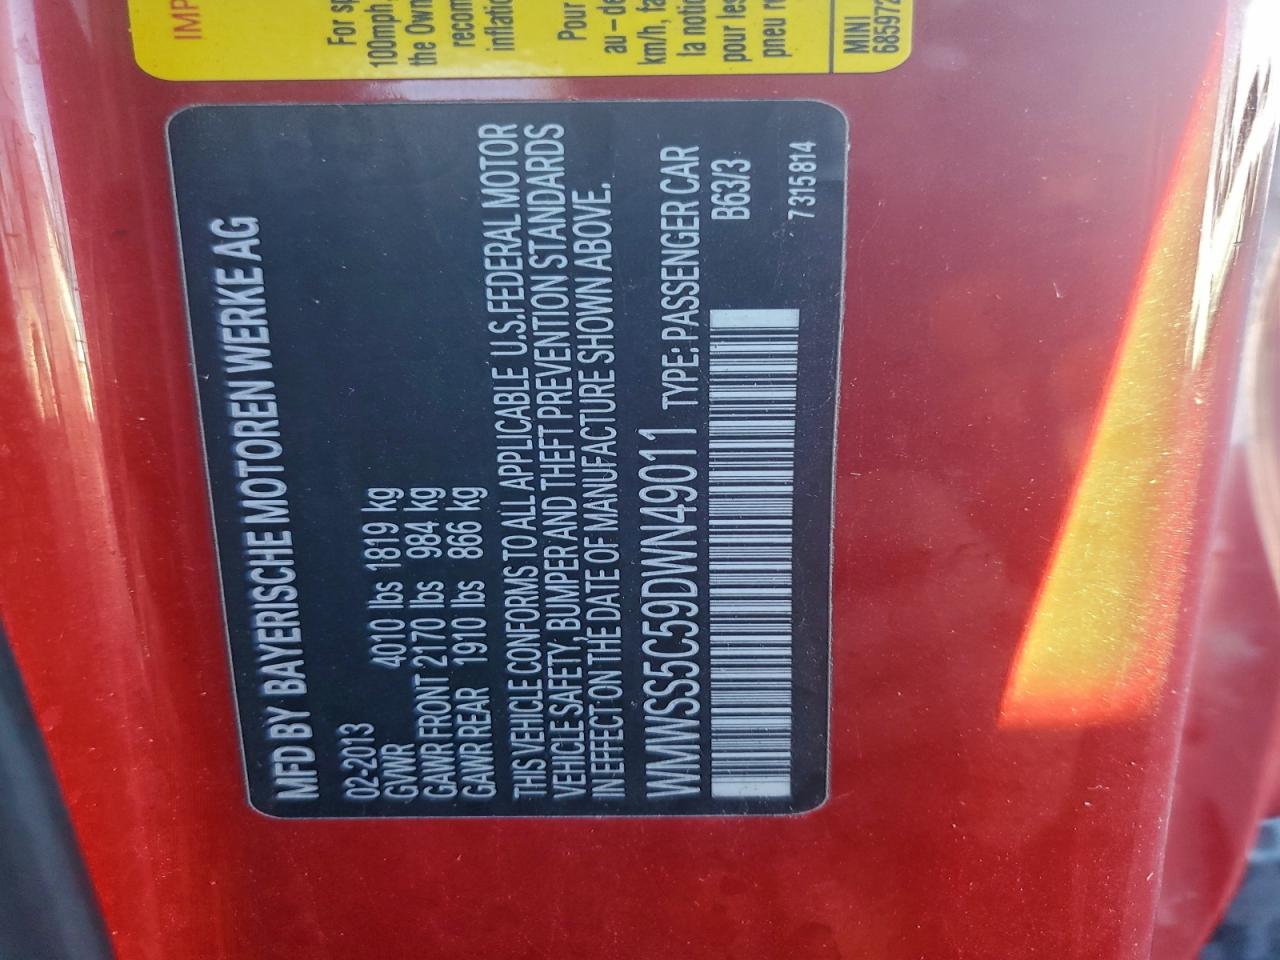 IMP
For sp
100mph,
the Own
recom
inflatio
Pour
au-de
km/h, ta
la notic
pour les
pneu r
MINI
685972
MFD BY BAYERISCHE MOTOREN WERKE AG
02-2013
GVWR 4010 lbs 1819 kg
GAWR FRONT 2170 lbs 984 kg
GAWR REAR 1910 lbs 866 kg
THIS VEHICLE CONFORMS TO ALL APPLICABLE U.S.FEDERAL MOTOR
VEHICLE SAFETY, BUMPER AND THEFT PREVENTION STANDARDS
IN EFFECT ON THE DATE OF MANUFACTURE SHOWN ABOVE.
WMWSS5C59DWN49011 TYPE: PASSENGER CAR
B63/3
7315814